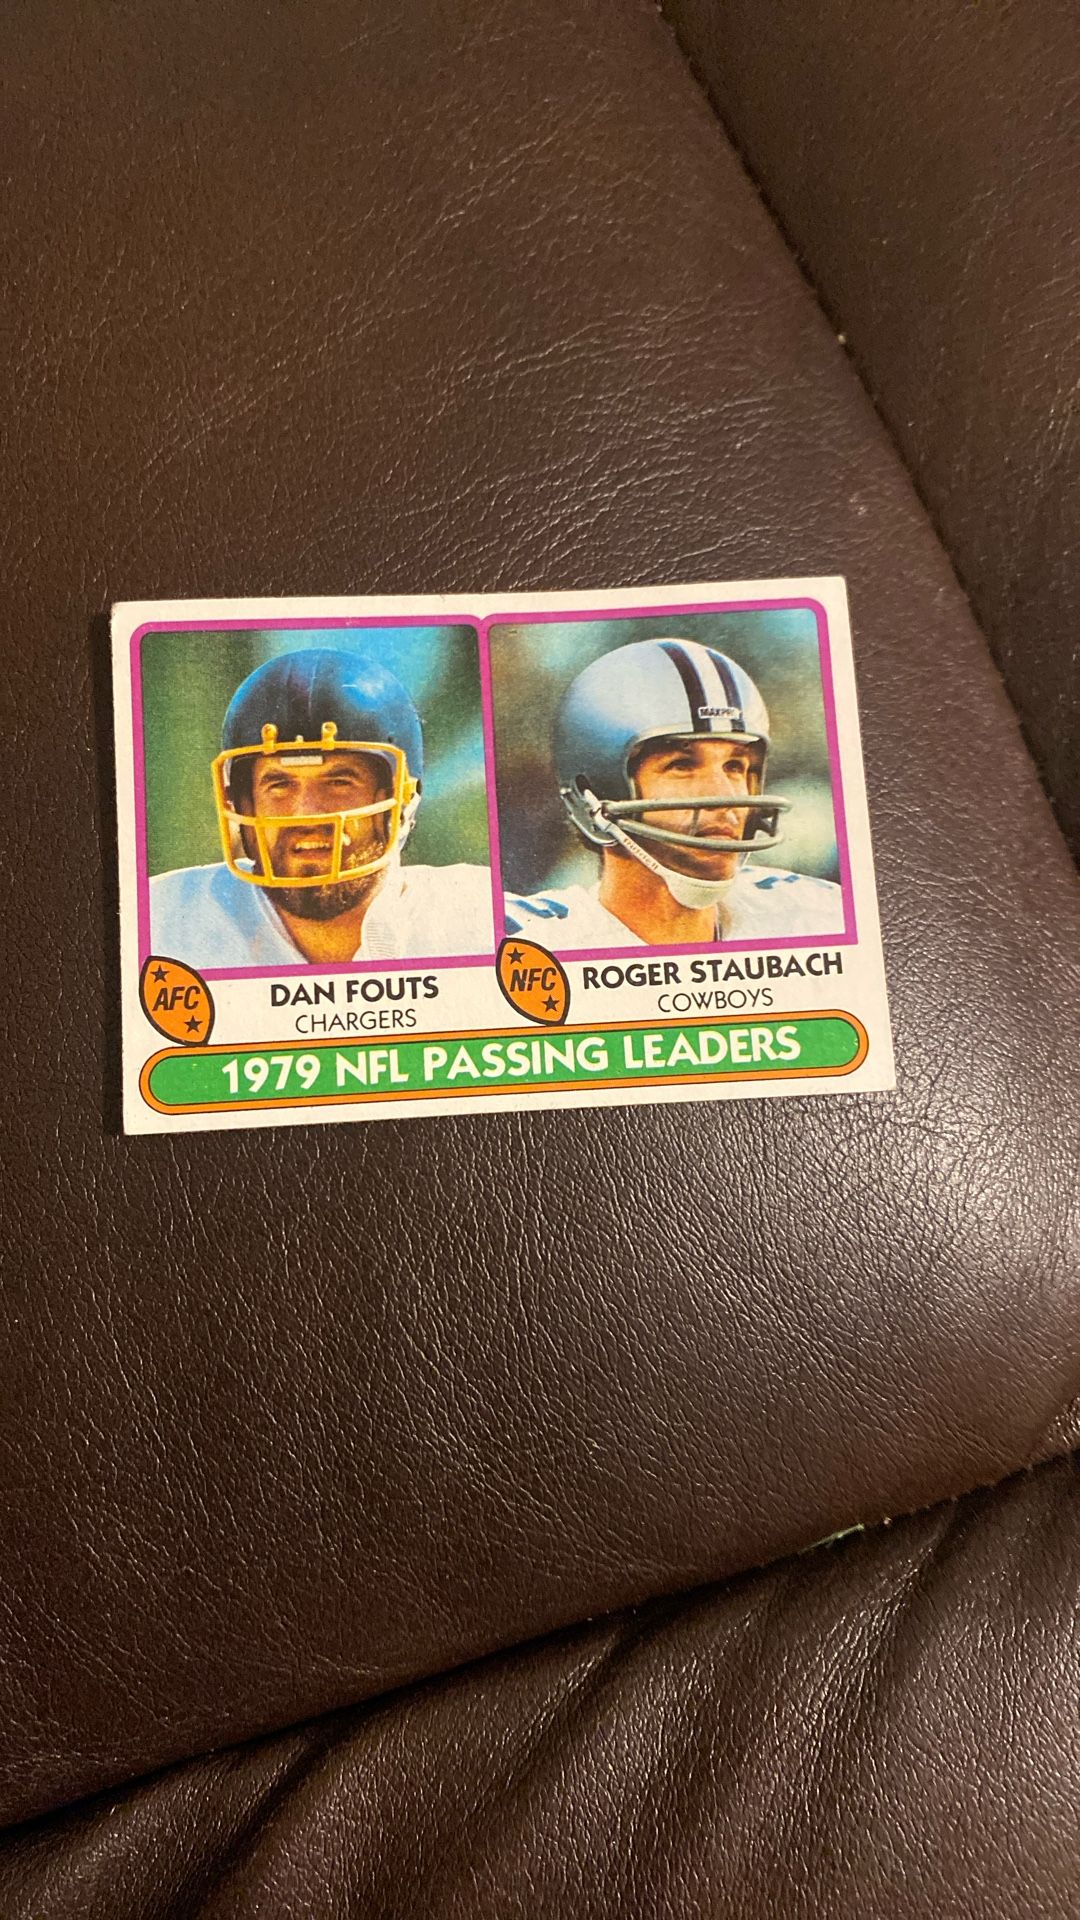 AFC
DAN FOUTS
CHARGERS
NFC
ROGER STAUBACH
COWBOYS
1979 NFL PASSING LEADERS